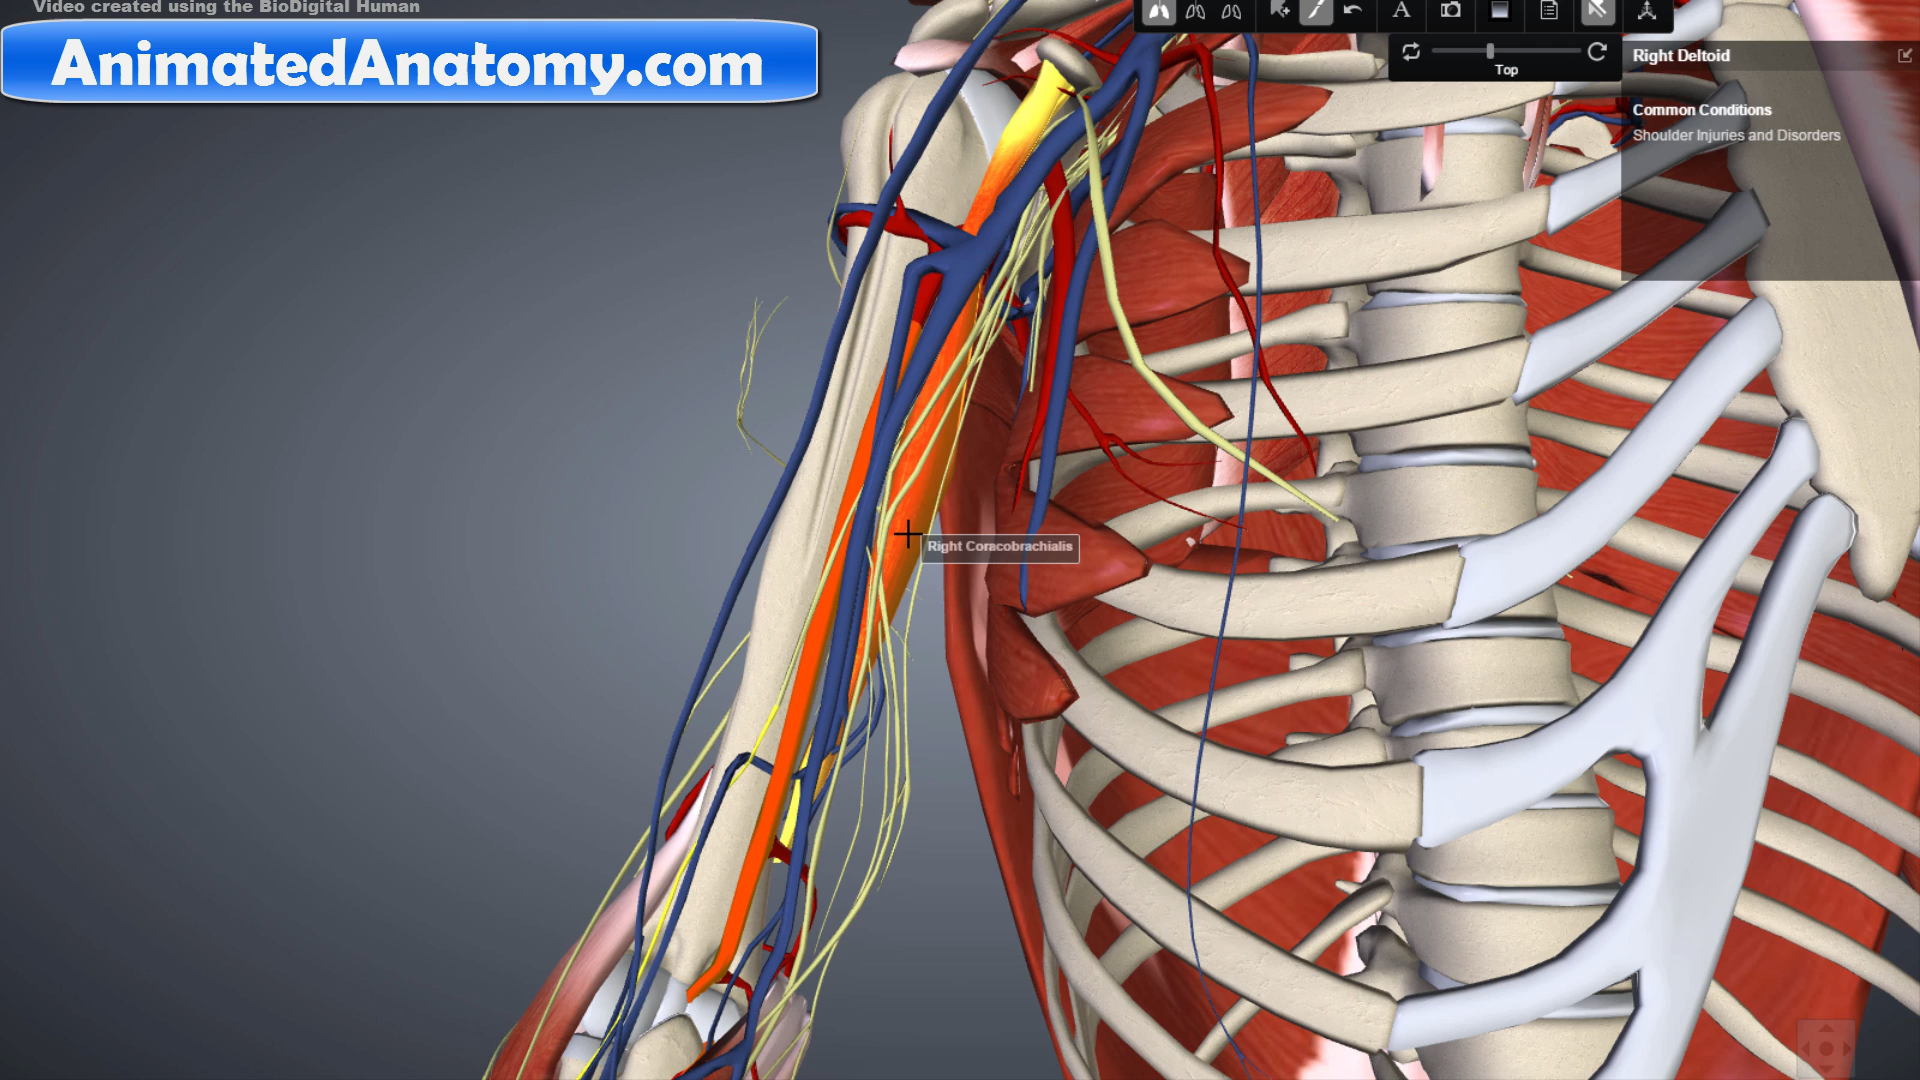 Video created using the BioDigital Human
AnimatedAnatomy.com
A
Top
Right Deltoid
Common Conditions
Shoulder Injuries and Disorders
Right Coracobrachialis